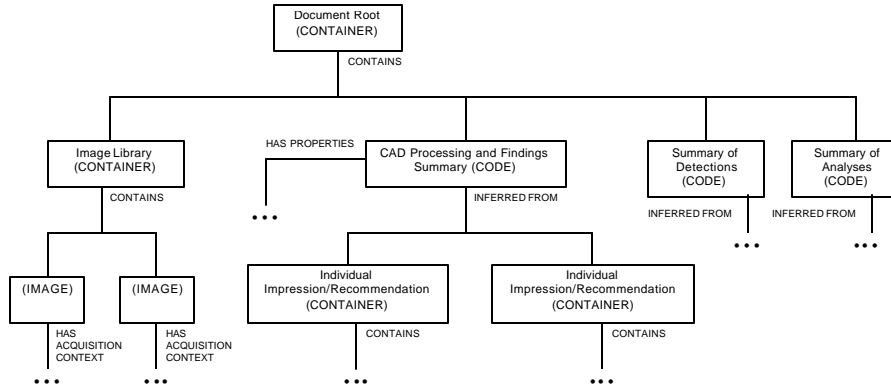 Document Root
(CONTAINER)
CONTAINS
Image Library
(CONTAINER)
HAS PROPERTIES
CAD Processing and Findings
Summary (CODE)
Summary of
Detections
(CODE)
Summary of
Analyses
(CODE)
CONTAINS
INFERRED FROM
INFERRED FROM
INFERRED FROM
•••
•••
•••
(IMAGE)
(IMAGE)
Individual
Impression/Recommendation
(CONTAINER)
Individual
Impression/Recommendation
(CONTAINER)
HAS
ACQUISITION
CONTEXT
HAS
ACQUISITION
CONTEXT
CONTAINS
CONTAINS
•••
•••
•••
•••